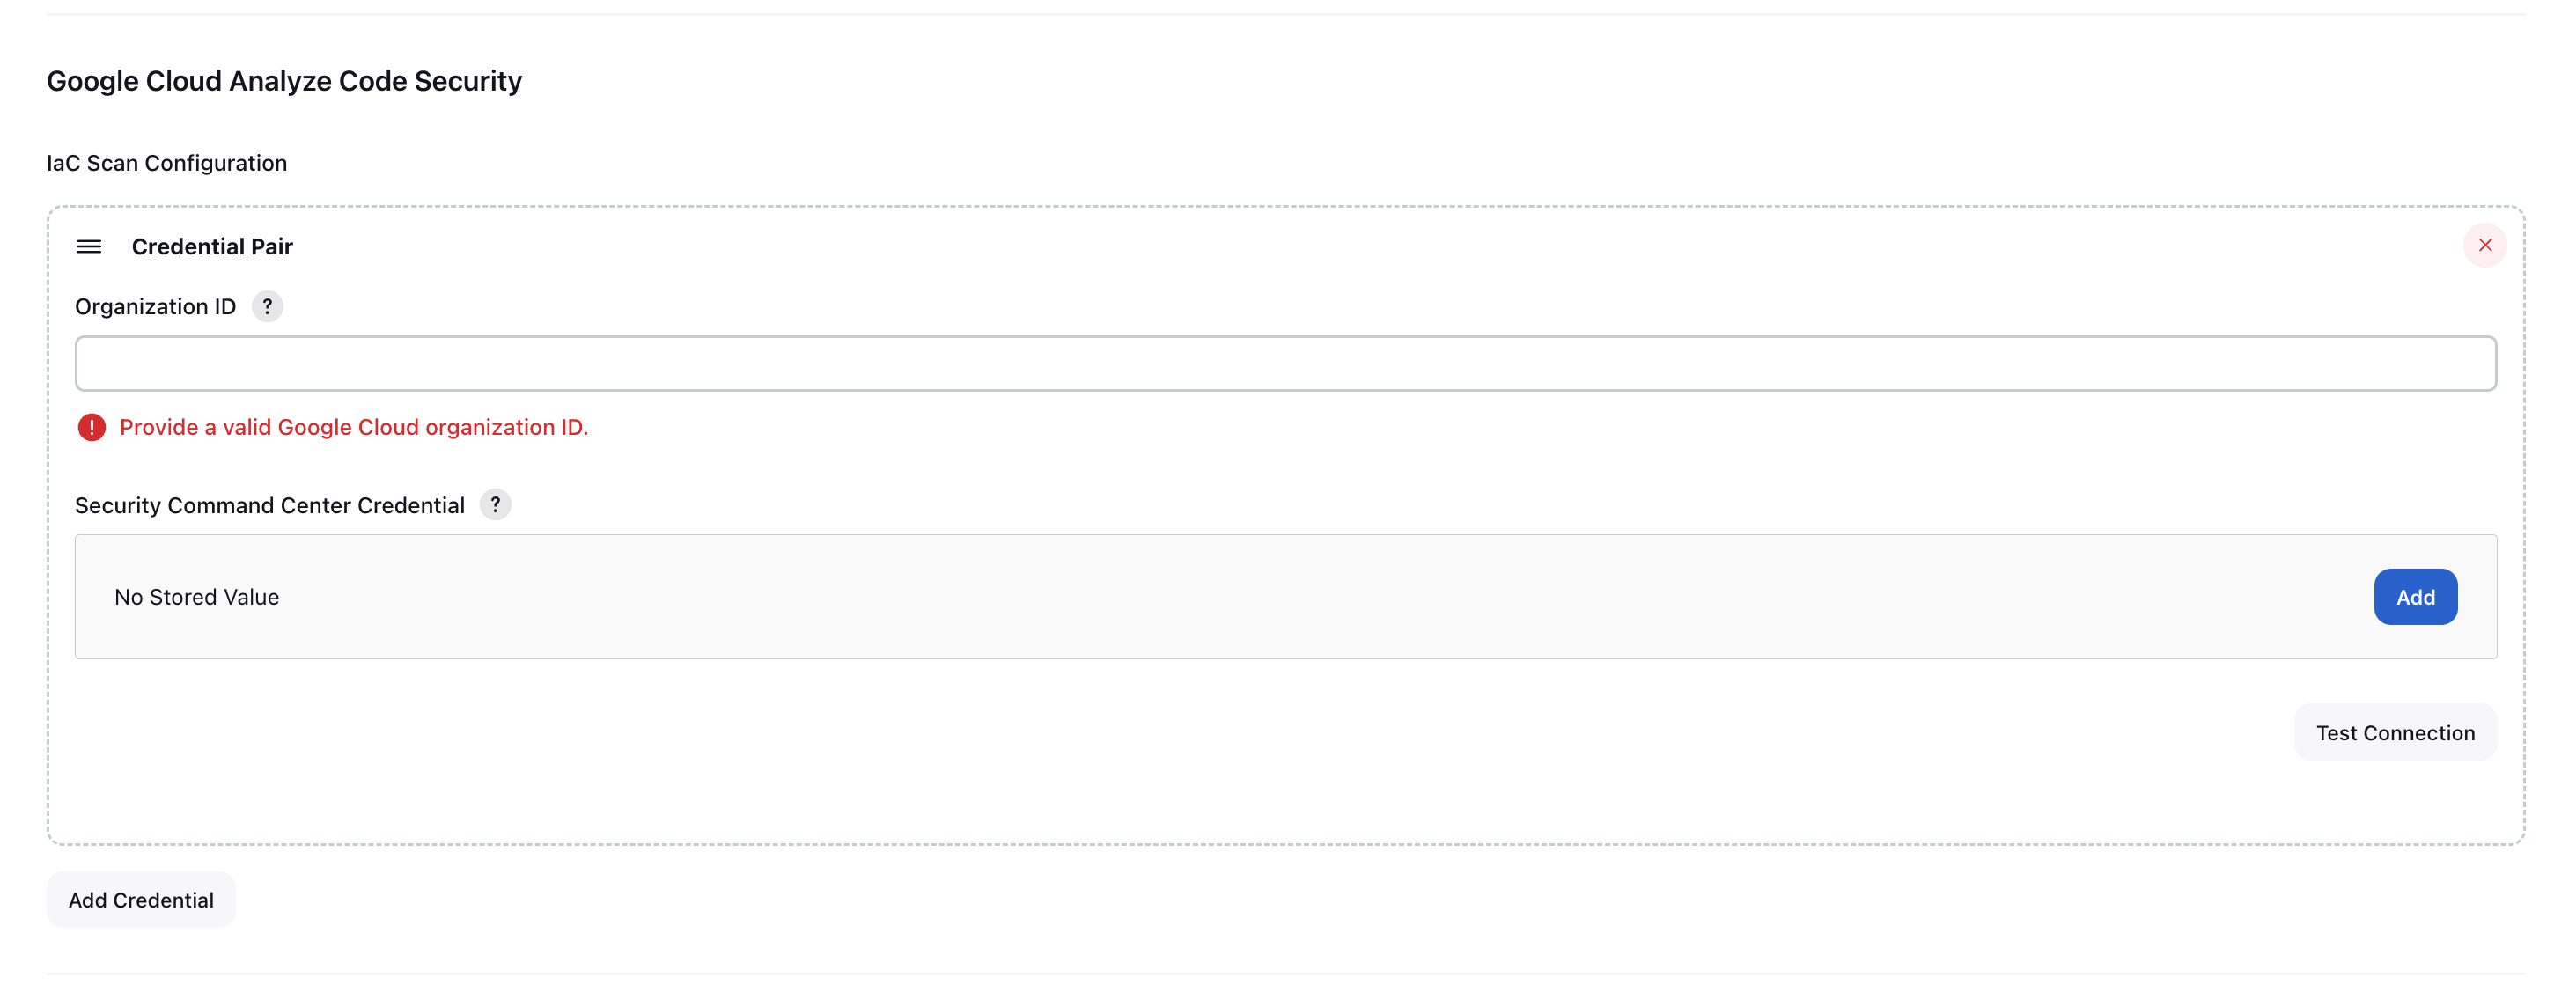 Google Cloud Analyze Code Security
IaC Scan Configuration
Credential Pair
Organization ID ?
Provide a valid Google Cloud organization ID.
Security Command Center Credential ?
No Stored Value
Add
Test Connection
Add Credential